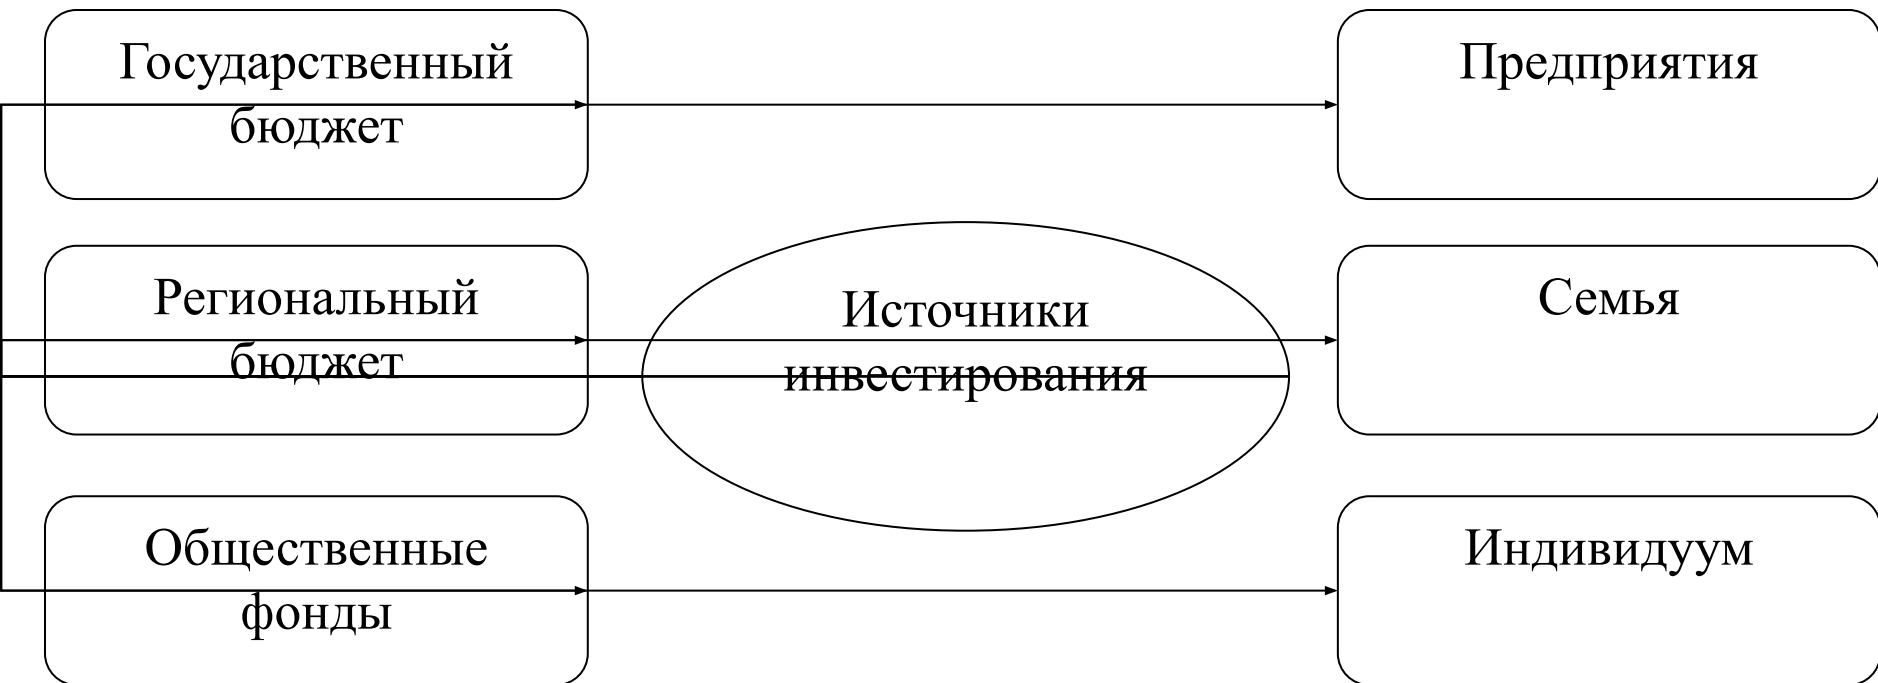 Государственный
бюджет
Предприятия
Региональный
бюджет
Источники
инвестирования
Семья
Общественные
фонды
Индивидуум